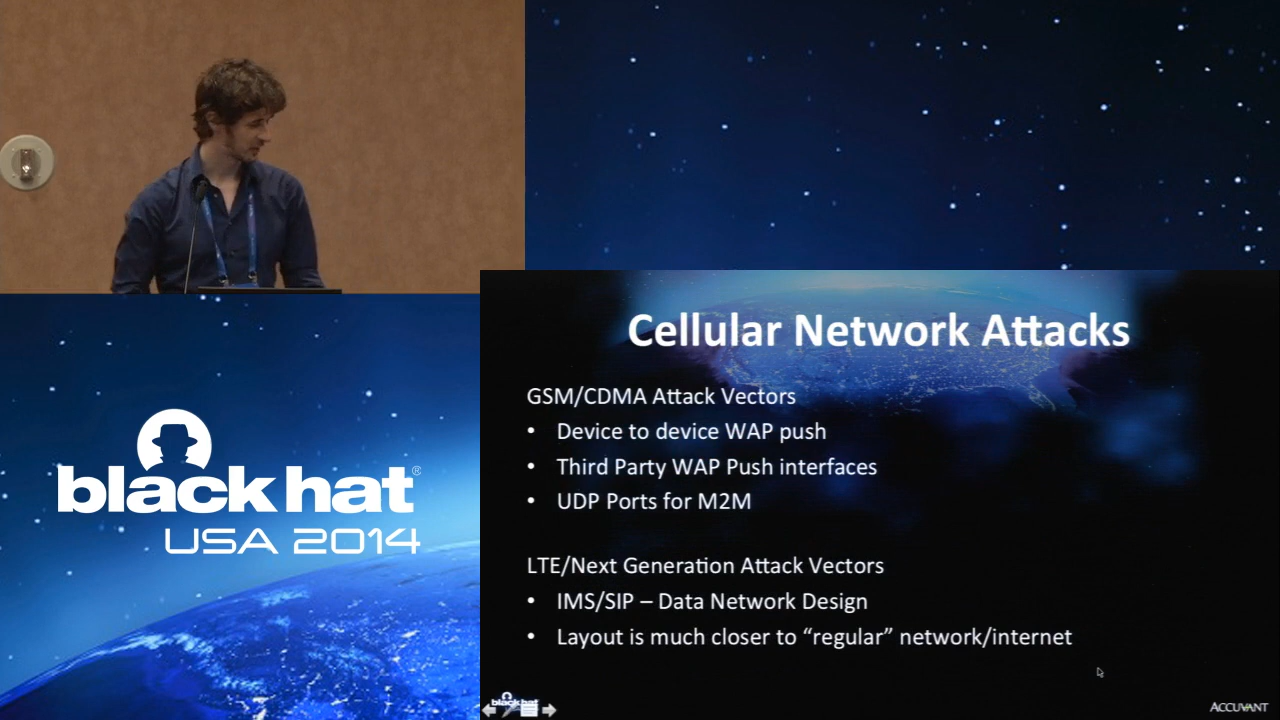 Cellular Network Attacks
GSM/CDMA Attack Vectors
• Device to device WAP push
• Third Party WAP Push interfaces
• UDP Ports for M2M
LTE/Next Generation Attack Vectors
• IMS/SIP – Data Network Design
• Layout is much closer to “regular” network/internet
black hat®
USA 2014
black hat
ACCUVANT